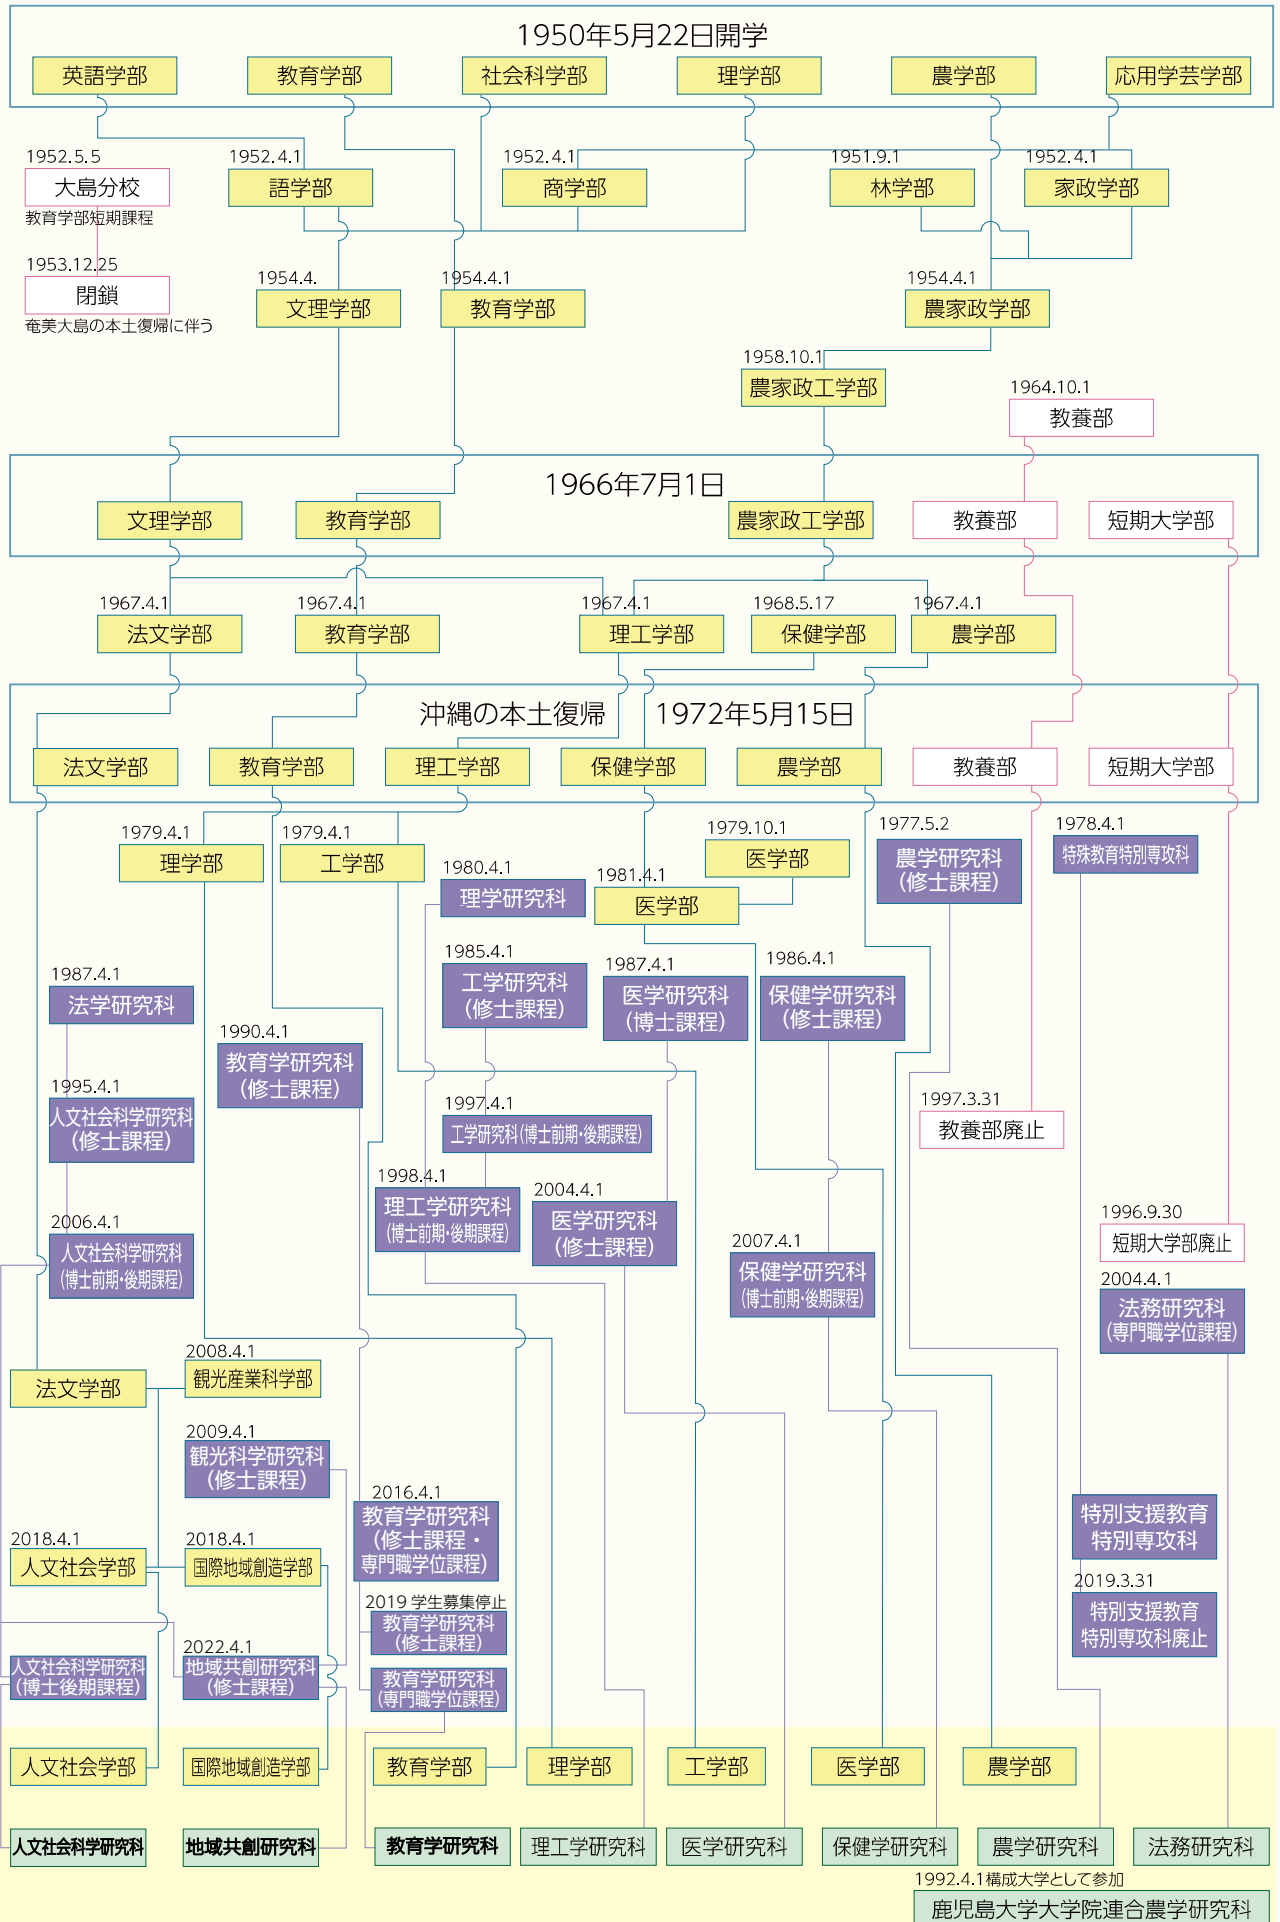 1950年5月22日開学
英語学部
教育学部
社会科学部
理学部
農学部
応用学芸学部
1952.5.5
大島分校
教育学部短期課程
1952.4.1
語学部
1952.4.1
商学部
1951.9.1
林学部
1952.4.1
家政学部
1953.12.25
閉鎖
奄美大島の本土復帰に伴う
1954.4.
文理学部
1954.4.1
教育学部
1954.4.1
農家政学部
1958.10.1
農家政工学部
1964.10.1
教養部
1966年7月1日
文理学部
教育学部
農家政工学部
教養部
短期大学部
1967.4.1
法文学部
1967.4.1
教育学部
1967.4.1
理工学部
1968.5.17
保健学部
1967.4.1
農学部
沖縄の本土復帰 1972年5月15日
法文学部
教育学部
理工学部
保健学部
農学部
教養部
短期大学部
1979.4.1
理学部
1979.4.1
工学部
1979.10.1
医学部
1977.5.2
農学研究科
(修士課程)
1978.4.1
特殊教育特別専攻科
1980.4.1
理学研究科
1981.4.1
医学部
1985.4.1
工学研究科
(修士課程)
1987.4.1
医学研究科
(博士課程)
1986.4.1
保健学研究科
(修士課程)
1987.4.1
法学研究科
1990.4.1
教育学研究科
(修士課程)
1995.4.1
人文社会科学研究科
(修士課程)
1997.4.1
工学研究科(博士前期・後期課程)
1997.3.31
教養部廃止
1998.4.1
理工学研究科
(博士前期・後期課程)
2004.4.1
医学研究科
(修士課程)
1996.9.30
短期大学部廃止
2006.4.1
人文社会科学研究科
(博士前期・後期課程)
2007.4.1
保健学研究科
(博士前期・後期課程)
2004.4.1
法務研究科
(専門職学位課程)
法文学部
2008.4.1
観光産業科学部
2009.4.1
観光科学研究科
(修士課程)
2016.4.1
教育学研究科
(修士課程・
専門職学位課程)
特別支援教育
特別専攻科
2018.4.1
人文社会学部
2018.4.1
国際地域創造学部
2019 学生募集停止
教育学研究科
(修士課程)
2019.3.31
特別支援教育
特別専攻科廃止
人文社会科学研究科
(博士後期課程)
2022.4.1
地域共創研究科
(修士課程)
教育学研究科
(専門職学位課程)
人文社会学部
国際地域創造学部
教育学部
理学部
工学部
医学部
農学部
人文社会科学研究科
地域共創研究科
教育学研究科
理工学研究科
医学研究科
保健学研究科
農学研究科
法務研究科
1992.4.1構成大学として参加
鹿児島大学大学院連合農学研究科